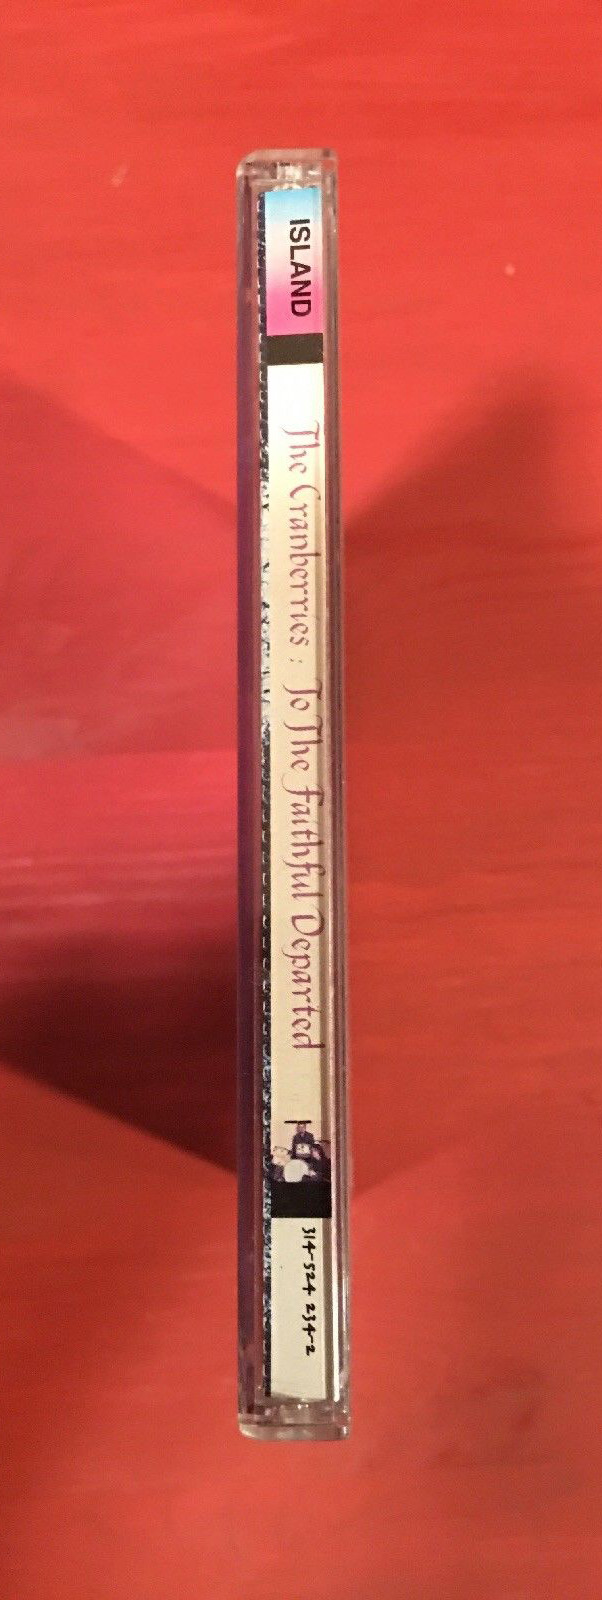 ISLAND
The Cranberries : To The Faithful Departed
314-524 234-2